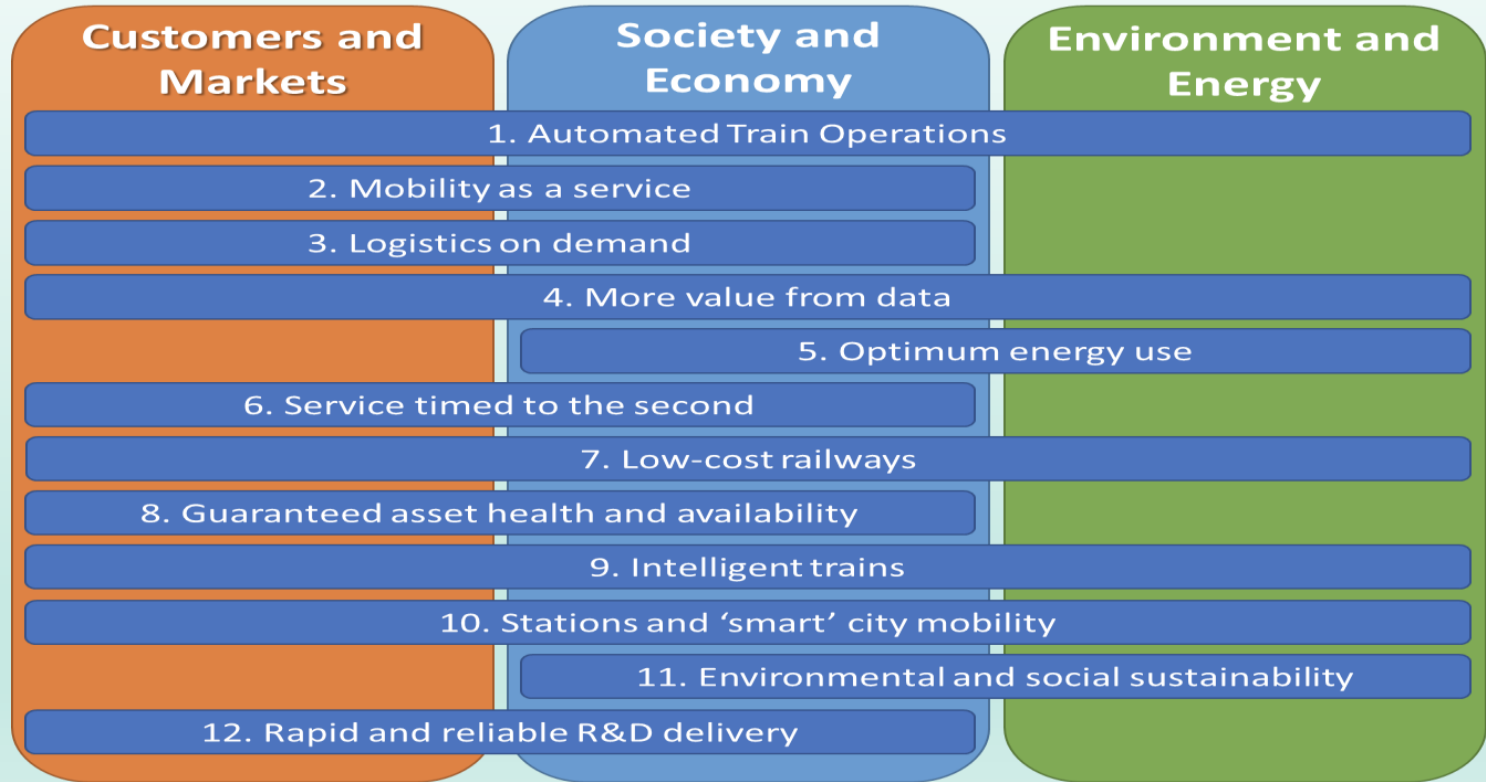 Customers and
Markets
Society and
Economy
Environment and
Energy
1. Automated Train Operations
2. Mobility as a service
3. Logistics on demand
4. More value from data
5. Optimum energy use
6. Service timed to the second
7. Low-cost railways
8. Guaranteed asset health and availability
9. Intelligent trains
10. Stations and ‘smart’ city mobility
11. Environmental and social sustainability
12. Rapid and reliable R&D delivery